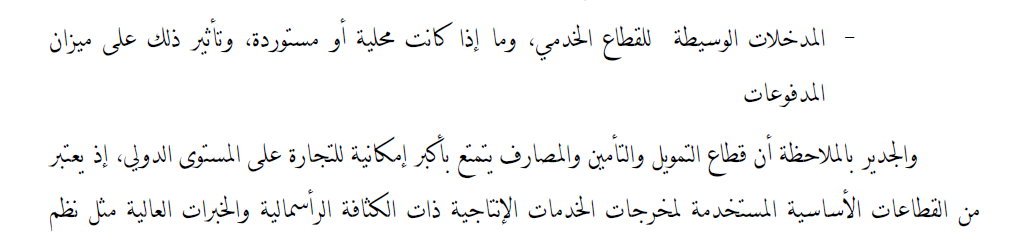 - المدخلات الوسيطة للقطاع الخدمي، وما إذا كانت محلية أو مستوردة، وتأثير ذلك على ميزان
المدفوعات
والجدير بالملاحظة أن قطاع التمويل والتأمين والمصارف يتمتع بأكبر إمكانية للتجارة على المستوى الدولي، إذ يعتبر
من القطاعات الأساسية المستخدمة لمخرجات الخدمات الإنتاجية ذات الكثافة الرأسمالية والخبرات العالية مثل نظم